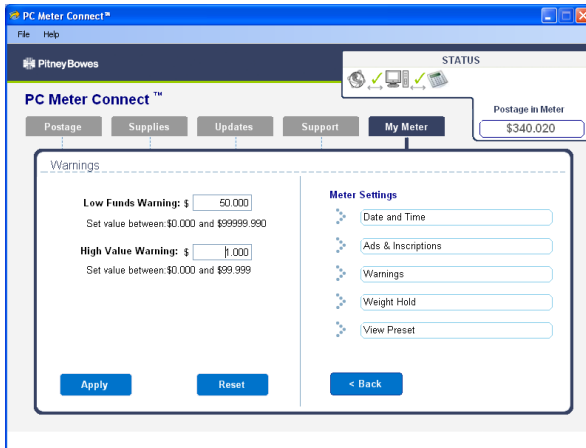 PC Meter Connect™
File Help
PitneyBowes
STATUS
PC Meter Connect ™
Postage in Meter
$340.020
Postage Supplies Updates Support My Meter
Warnings
Low Funds Warning: $ 50.000
Set value between:$0.000 and $99999.990
High Value Warning: $ 1.000
Set value between:$0.000 and $99.999
Meter Settings
Date and Time
Ads & Inscriptions
Warnings
Weight Hold
View Preset
Apply Reset < Back